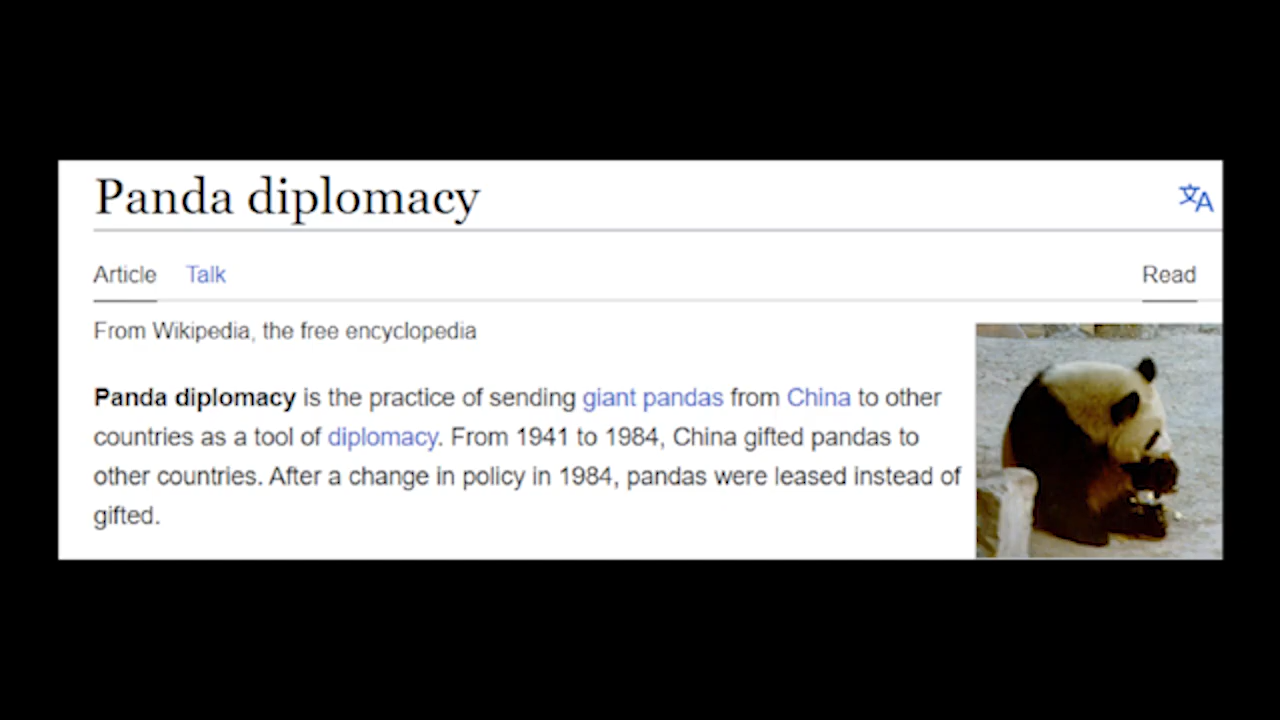 Panda diplomacy
Article Talk Read
From Wikipedia, the free encyclopedia
Panda diplomacy is the practice of sending giant pandas from China to other
countries as a tool of diplomacy. From 1941 to 1984, China gifted pandas to
other countries. After a change in policy in 1984, pandas were leased instead of
gifted.